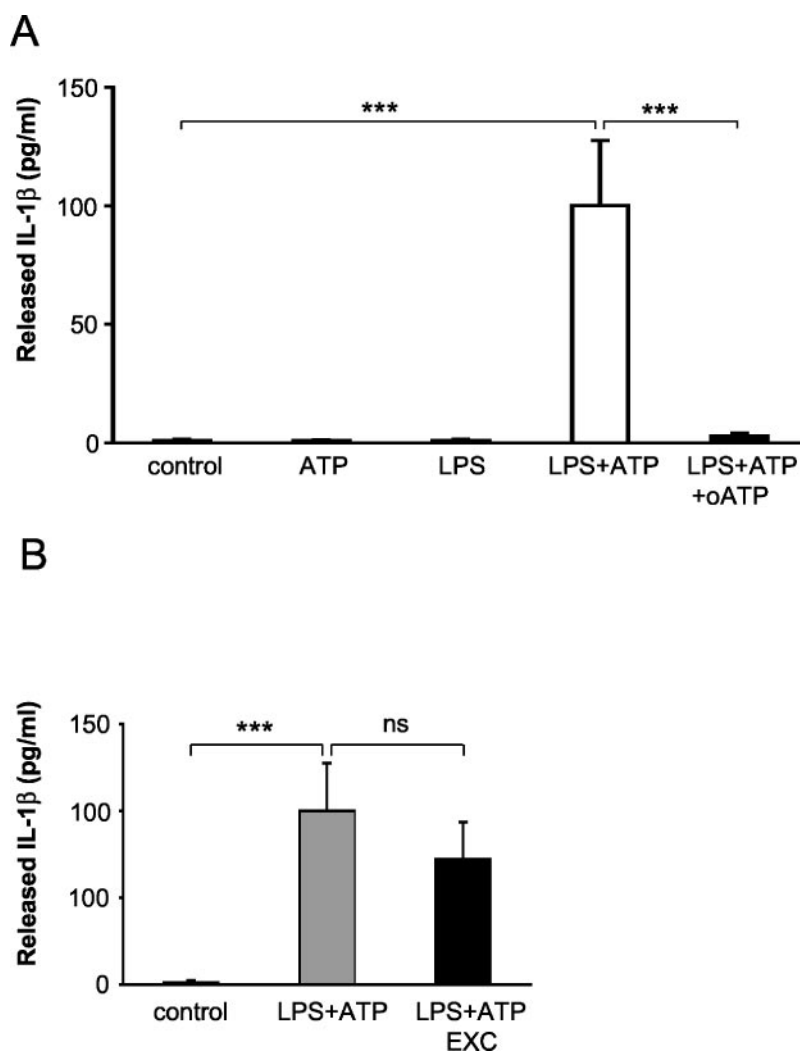 A
Released IL-1β (pg/ml)
150
100
50
0
***
***
control
ATP
LPS
LPS+ATP
LPS+ATP
+oATP
B
Released IL-1β (pg/ml)
150
100
100
0
***
ns
control
LPS+ATP
LPS+ATP
EXC